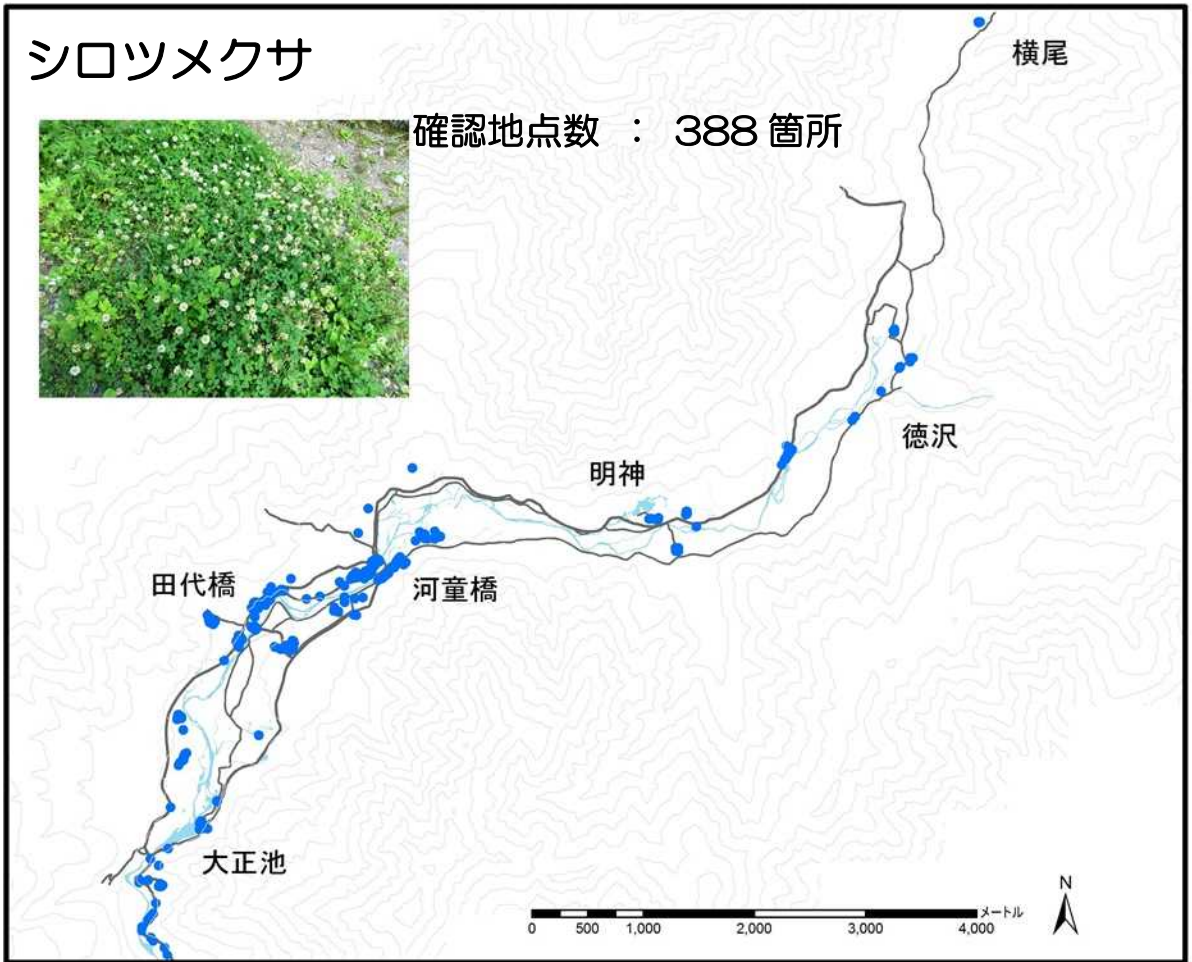 シロツメクサ
確認地点数 ： 388 箇所
横尾
徳沢
明神
田代橋
河童橋
大正池
N
メートル
0 500 1,000 2,000 3,000 4,000